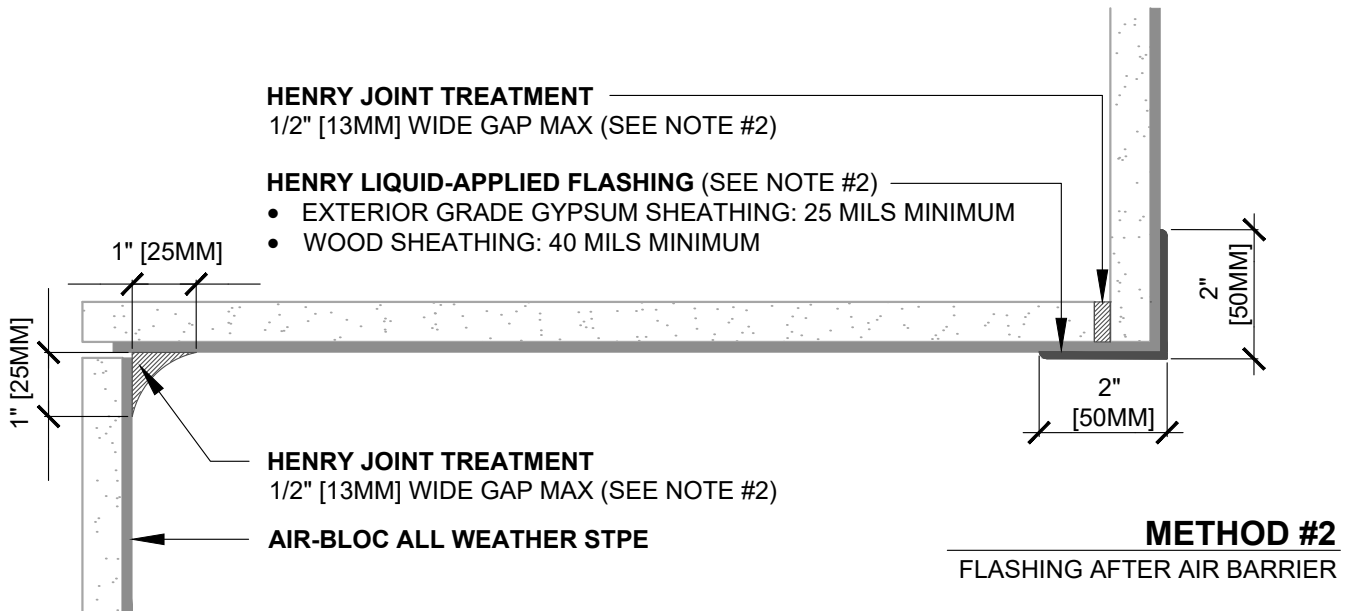 HENRY JOINT TREATMENT
1/2" [13MM] WIDE GAP MAX (SEE NOTE #2)
HENRY LIQUID-APPLIED FLASHING (SEE NOTE #2)
• EXTERIOR GRADE GYPSUM SHEATHING: 25 MILS MINIMUM
• WOOD SHEATHING: 40 MILS MINIMUM
1" [25MM]
1" [25MM]
2"
[50MM]
2"
[50MM]
HENRY JOINT TREATMENT
1/2" [13MM] WIDE GAP MAX (SEE NOTE #2)
AIR-BLOC ALL WEATHER STPE
METHOD #2
FLASHING AFTER AIR BARRIER